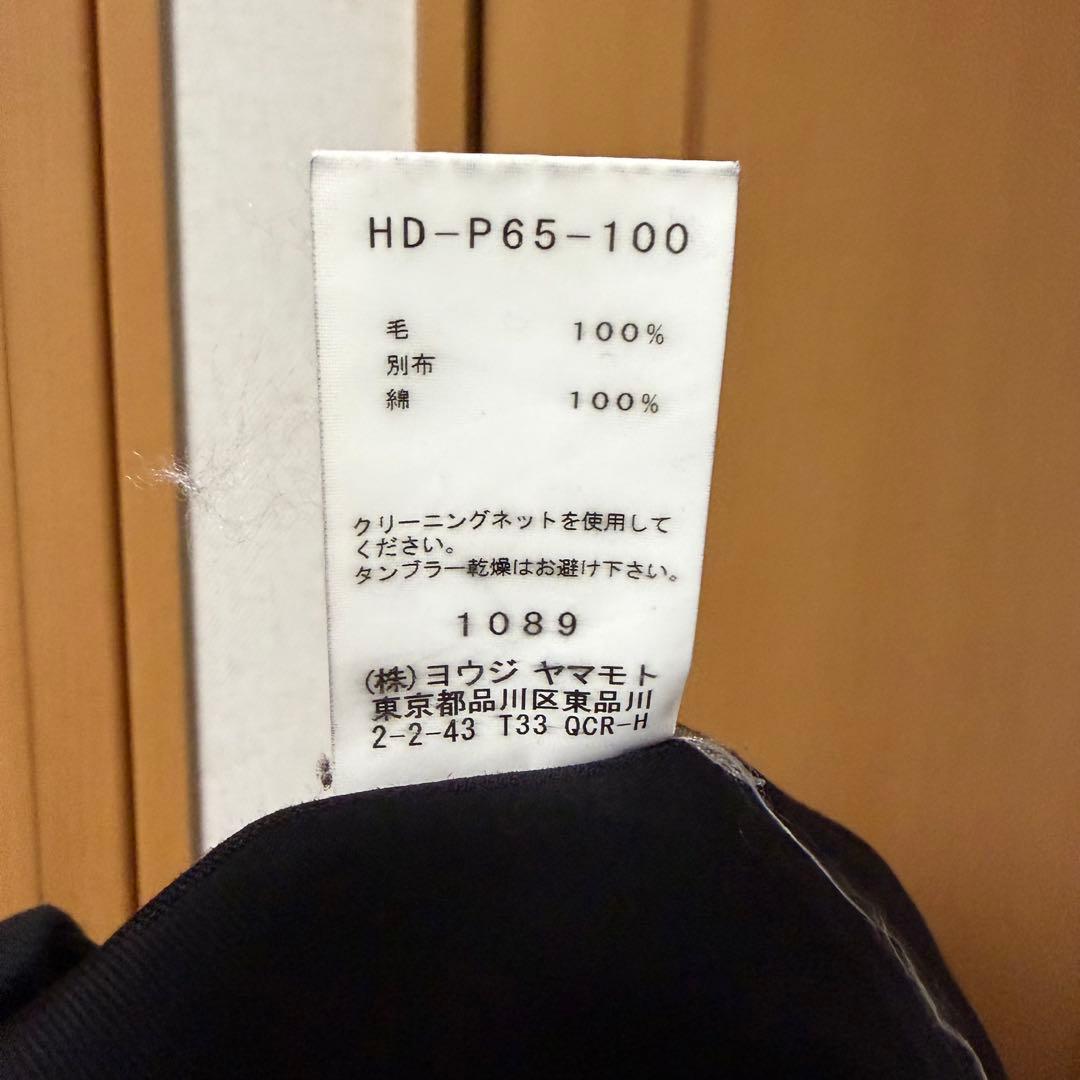 HD-P65-100
毛 100%
別布
綿 100%
クリーニングネットを使用して
ください。
タンブラー乾燥はお避け下さい。
1089
(株)ヨウジ ヤマモト
東京都品川区東品川
2-2-43 T33 QCR-H